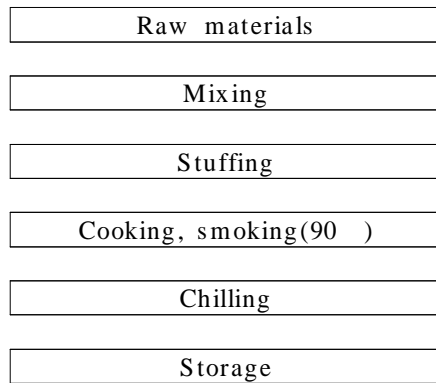 Raw materials
Mixing
Stuffing
Cooking, smoking(90 )
Chilling
Storage